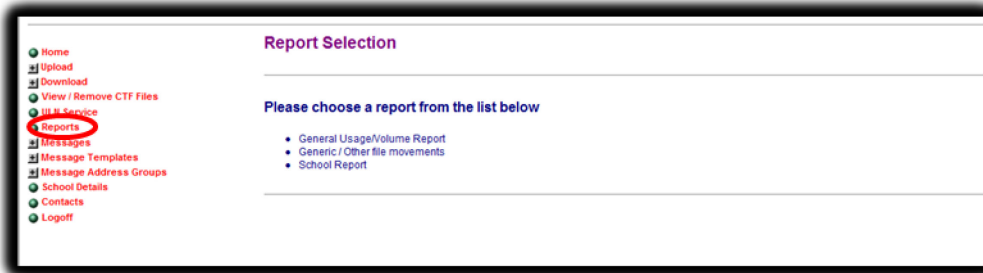 Home
Upload
Download
View / Remove CTF Files
ULN Service
Reports
Messages
Message Templates
Message Address Groups
School Details
Contacts
Logoff
Report Selection
Please choose a report from the list below
General Usage/Volume Report
Generic / Other file movements
School Report